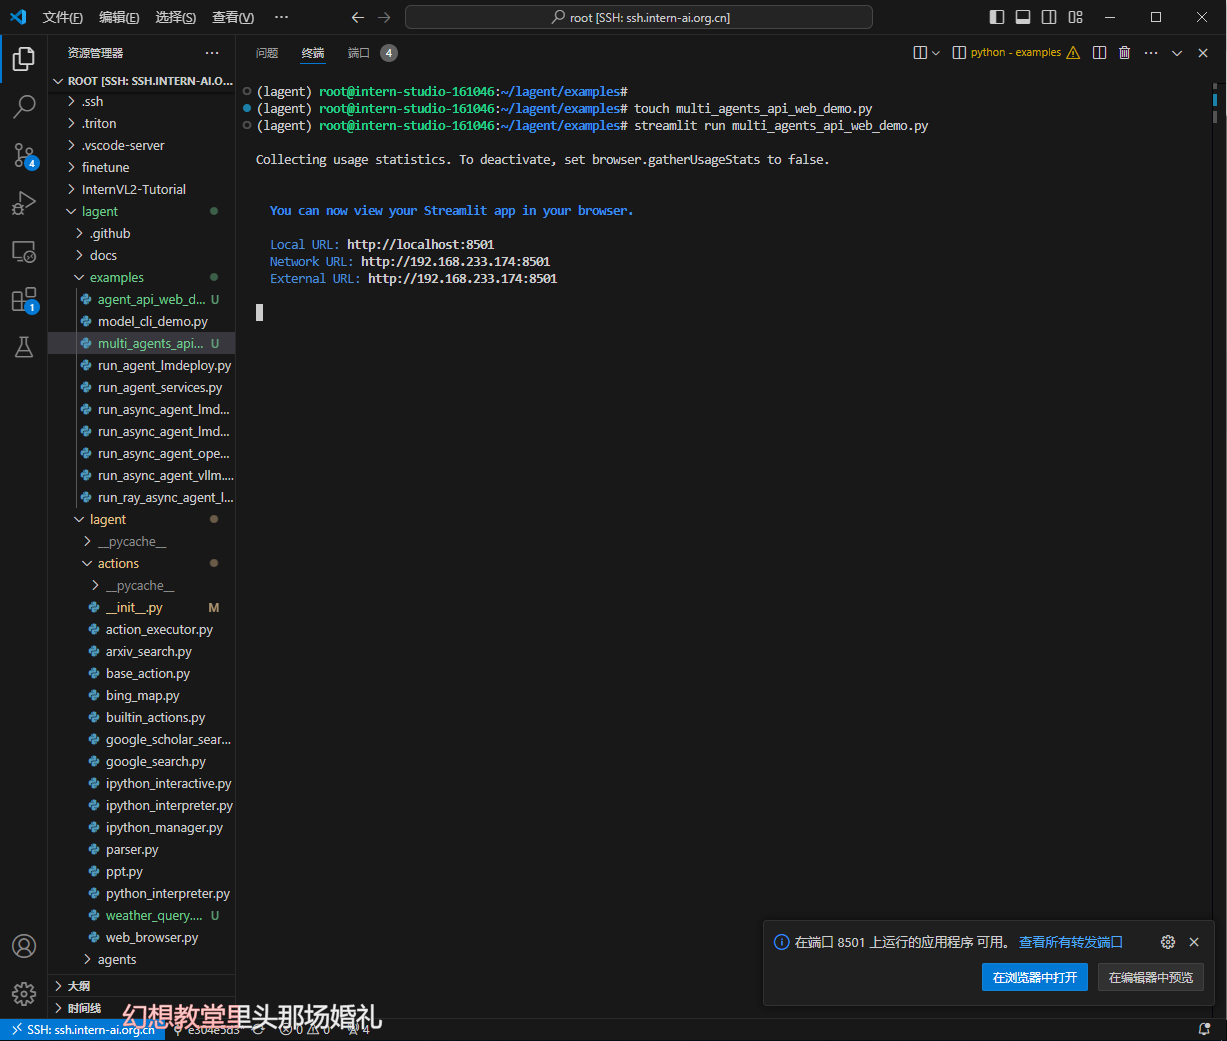 文件(F) 编辑(E) 选择(S) 查看(V) ··· root [SSH: ssh.intern-ai.org.cn]
资源管理器 ···
ROOT [SSH: SSH.INTERN-AI.O...
.ssh
.triton
.vscode-server
finetune
InternVL2-Tutorial
lagent
.github
docs
examples
agent_api_web_d... U
model_cli_demo.py
multi_agents_api... U
run_agent_lmdeploy.py
run_agent_services.py
run_async_agent_lmd...
run_async_agent_lmd...
run_async_agent_ope...
run_async_agent_vllm....
run_ray_async_agent_l...
lagent
__pycache__
actions
__pycache__
__init__.py M
action_executor.py
arxiv_search.py
base_action.py
bing_map.py
builtin_actions.py
google_scholar_sear...
google_search.py
ipython_interactive.py
ipython_interpreter.py
ipython_manager.py
parser.py
ppt.py
python_interpreter.py
weather_query.... U
web_browser.py
agents
大纲
时间线
4
1
问题 终端 端口 4 python - examples
(lagent) root@intern-studio-161046:~/lagent/examples#
(lagent) root@intern-studio-161046:~/lagent/examples# touch multi_agents_api_web_demo.py
(lagent) root@intern-studio-161046:~/lagent/examples# streamlit run multi_agents_api_web_demo.py
Collecting usage statistics. To deactivate, set browser.gatherUsageStats to false.
You can now view your Streamlit app in your browser.
Local URL: http://localhost:8501
Network URL: http://192.168.233.174:8501
External URL: http://192.168.233.174:8501
在端口 8501 上运行的应用程序 可用。 查看所有转发端口
在浏览器中打开 在编辑器中预览
幻想教堂里头那场婚礼
SSH: ssh.intern-ai.org.cn 0 0 4